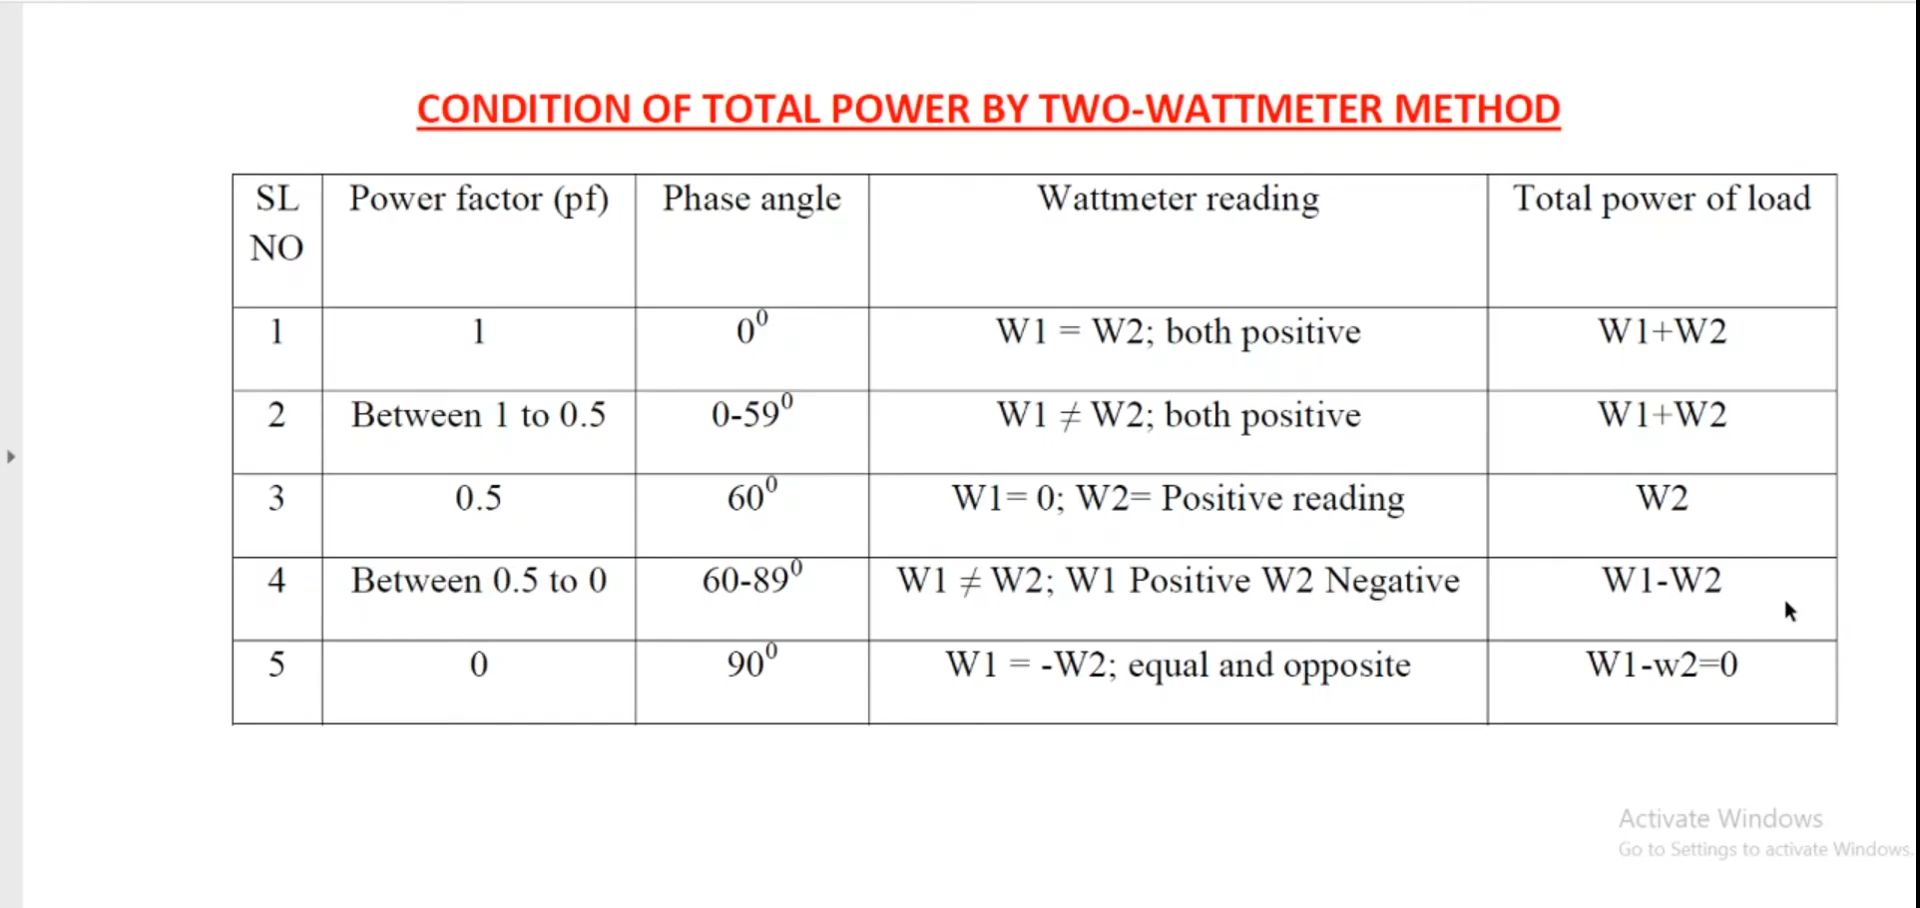 CONDITION OF TOTAL POWER BY TWO-WATTMETER METHOD
SL NO Power factor (pf) Phase angle Wattmeter reading Total power of load
1 1 0⁰ W1 = W2; both positive W1+W2
2 Between 1 to 0.5 0-59⁰ W1 ≠ W2; both positive W1+W2
3 0.5 60⁰ W1= 0; W2= Positive reading W2
4 Between 0.5 to 0 60-89⁰ W1 ≠ W2; W1 Positive W2 Negative W1-W2
5 0 90⁰ W1 = -W2; equal and opposite W1-w2=0
Activate Windows
Go to Settings to activate Windows.